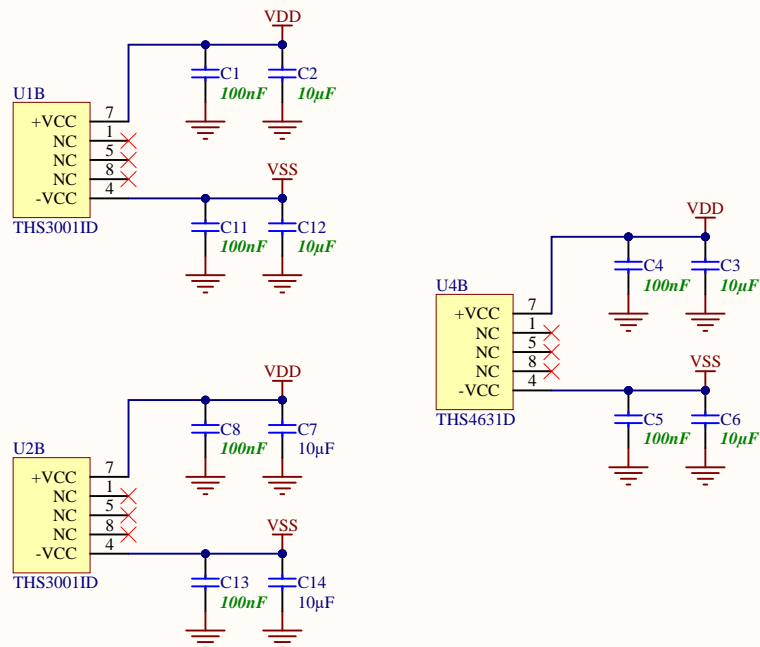 VDD
C1
100nF
C2
10µF
U1B
+VCC 7
NC 1
NC 5
NC 8
-VCC 4
THS3001ID
VSS
C11
100nF
C12
10µF
VDD
C8
100nF
C7
10µF
U2B
+VCC 7
NC 1
NC 5
NC 8
-VCC 4
THS3001ID
VSS
C13
100nF
C14
10µF
VDD
C4
100nF
C3
10µF
U4B
+VCC 7
NC 1
NC 5
NC 8
-VCC 4
THS4631D
VSS
C5
100nF
C6
10µF